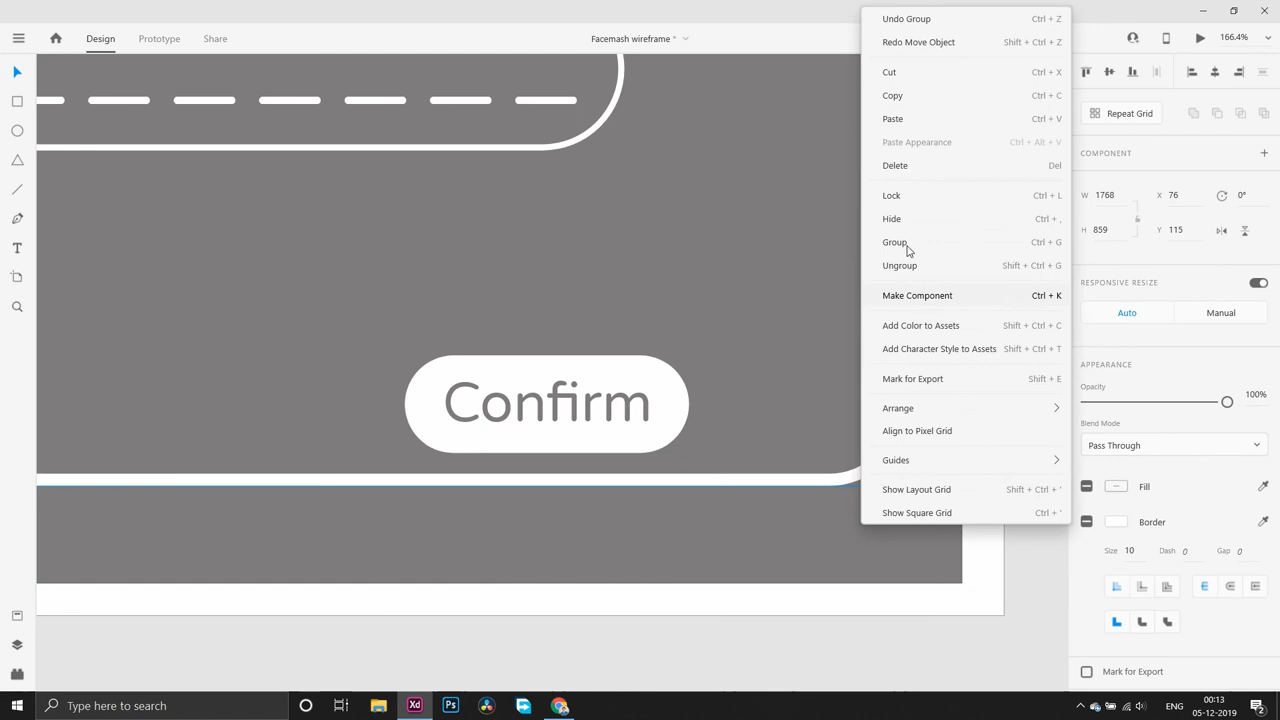 Design
Prototype
Share
Facemash wireframe *
166.4%
Undo Group Ctrl + Z
Redo Move Object Shift + Ctrl + Z
Cut Ctrl + X
Copy Ctrl + C
Paste Ctrl + V
Paste Appearance Ctrl + Alt + V
Delete Del
Lock Ctrl + L
Hide Ctrl + ,
Group Ctrl + G
Ungroup Shift + Ctrl + G
Make Component Ctrl + K
Add Color to Assets Shift + Ctrl + C
Add Character Style to Assets Shift + Ctrl + T
Mark for Export Shift + E
Arrange
Align to Pixel Grid
Guides
Show Layout Grid Shift + Ctrl + '
Show Square Grid Ctrl + '
Confirm
Repeat Grid
COMPONENT
W 1768 X 76 0°
H 859 Y 115
RESPONSIVE RESIZE
Auto Manual
APPEARANCE
Opacity
100%
Blend Mode
Pass Through
Fill
Border
Size 10 Dash 0 Gap 0
Mark for Export
Type here to search
Xd
Ps
ENG
00:13
05-12-2019
2